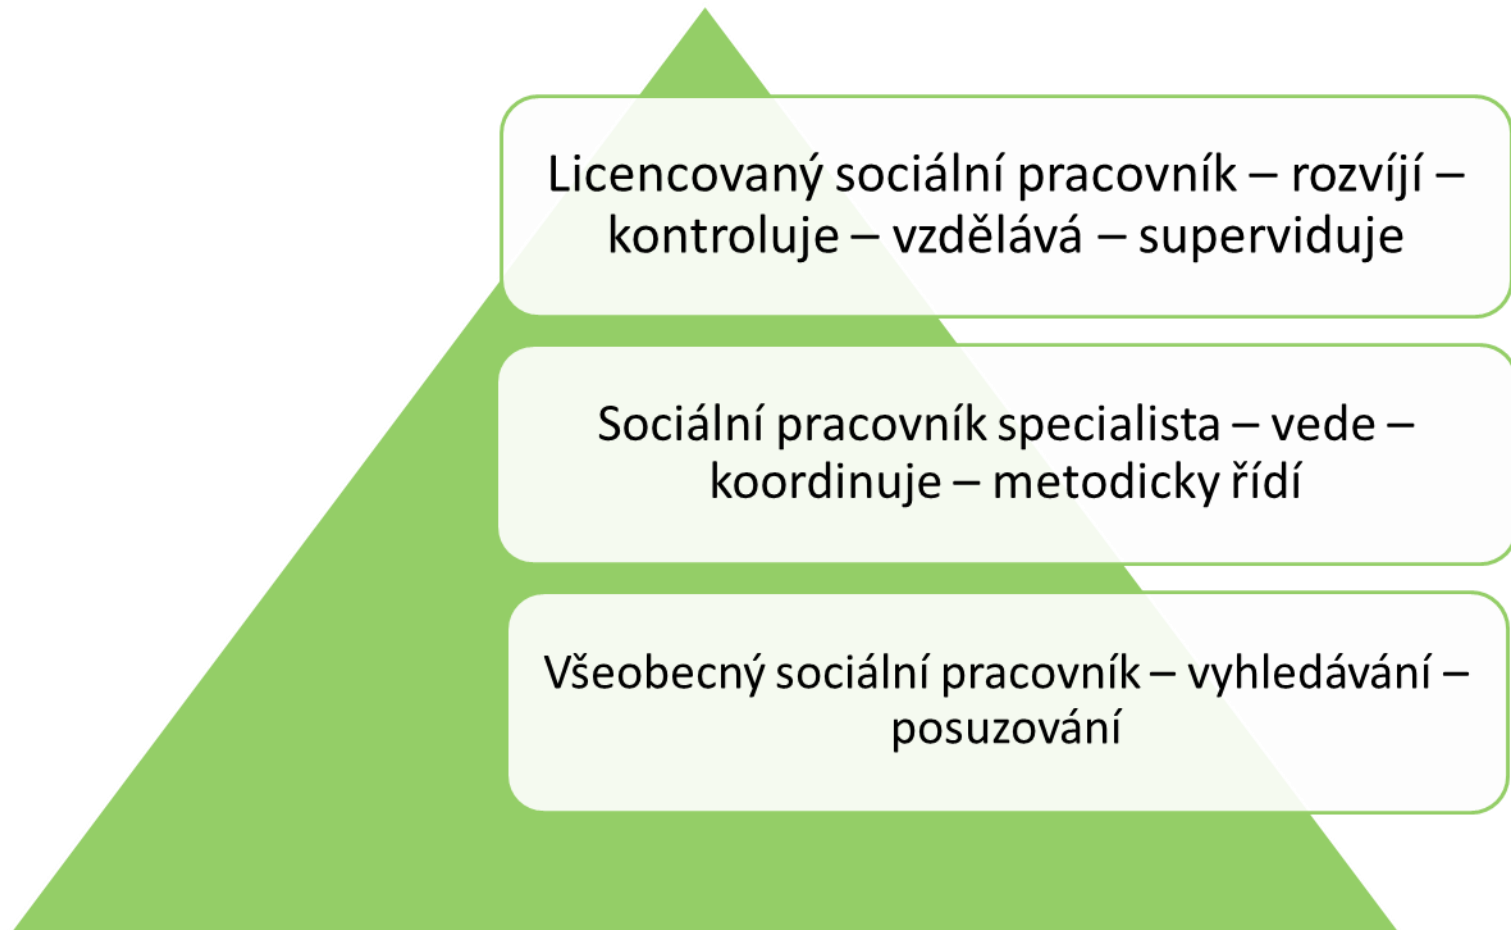 Licencovaný sociální pracovník – rozvíjí –
kontroluje – vzdělává – superviduje
Sociální pracovník specialista – vede –
koordinuje – metodicky řídí
Všeobecný sociální pracovník – vyhledávání –
posuzování